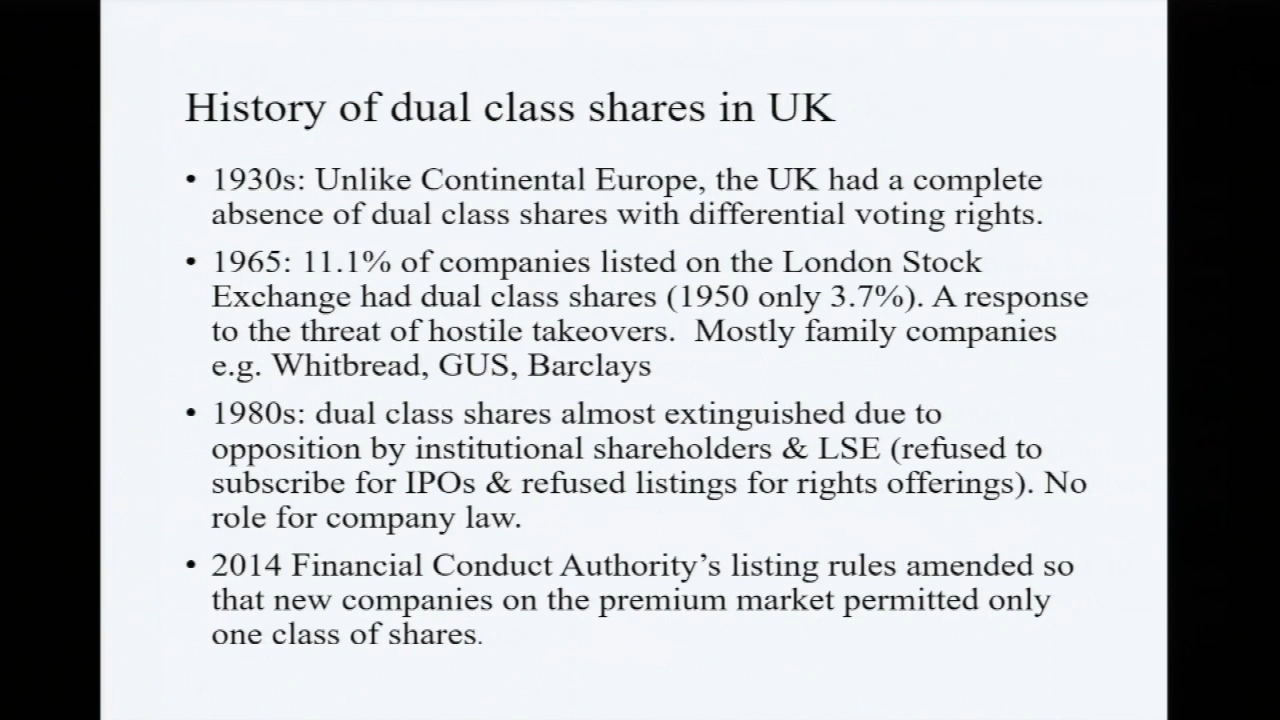 History of dual class shares in UK
• 1930s: Unlike Continental Europe, the UK had a complete
absence of dual class shares with differential voting rights.
• 1965: 11.1% of companies listed on the London Stock
Exchange had dual class shares (1950 only 3.7%). A response
to the threat of hostile takeovers.  Mostly family companies
e.g. Whitbread, GUS, Barclays
• 1980s: dual class shares almost extinguished due to
opposition by institutional shareholders & LSE (refused to
subscribe for IPOs & refused listings for rights offerings). No
role for company law.
• 2014 Financial Conduct Authority’s listing rules amended so
that new companies on the premium market permitted only
one class of shares.